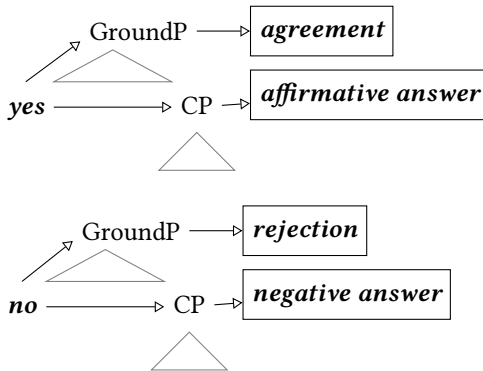 GroundP agreement
yes CP affirmative answer
GroundP rejection
no CP negative answer